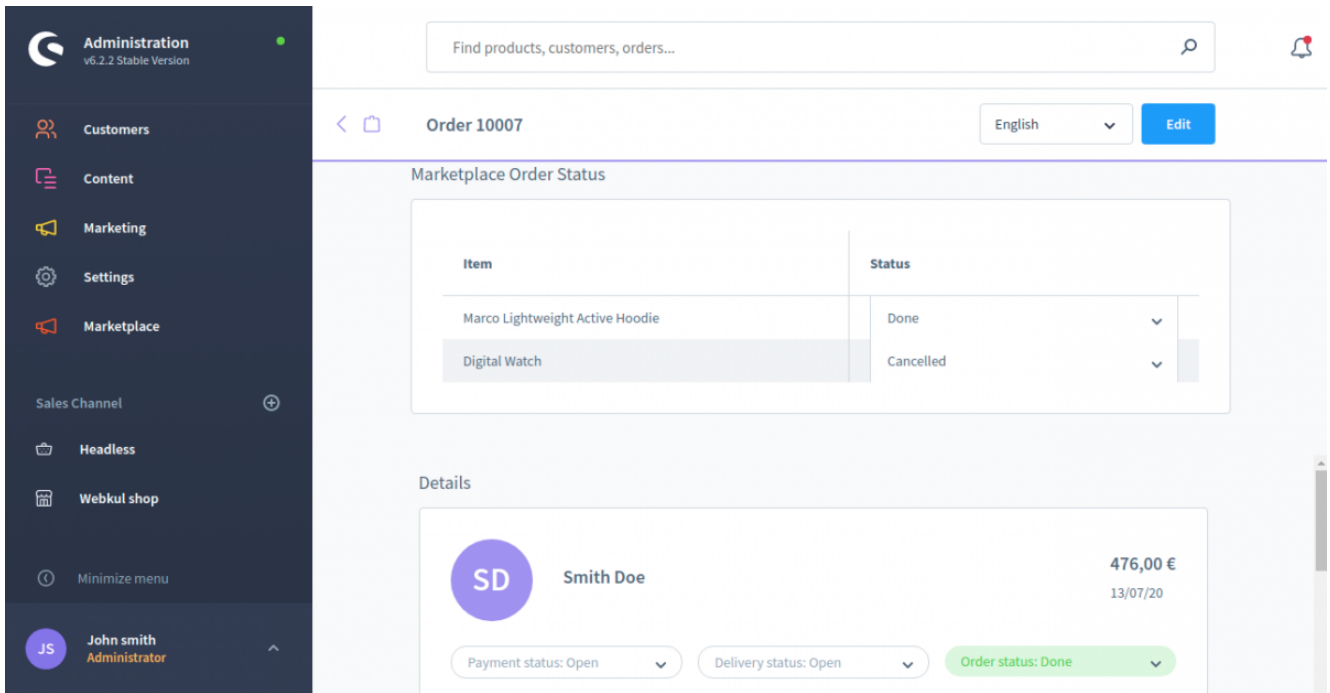 Administration
v6.2.2 Stable Version
Find products, customers, orders...
Customers
Content
Marketing
Settings
Marketplace
Sales Channel
Headless
Webkul shop
Minimize menu
JS
John smith
Administrator
Order 10007
English
Edit
Marketplace Order Status
Item Status
Marco Lightweight Active Hoodie Done
Digital Watch Cancelled
Details
SD
Smith Doe
476,00 €
13/07/20
Payment status: Open
Delivery status: Open
Order status: Done